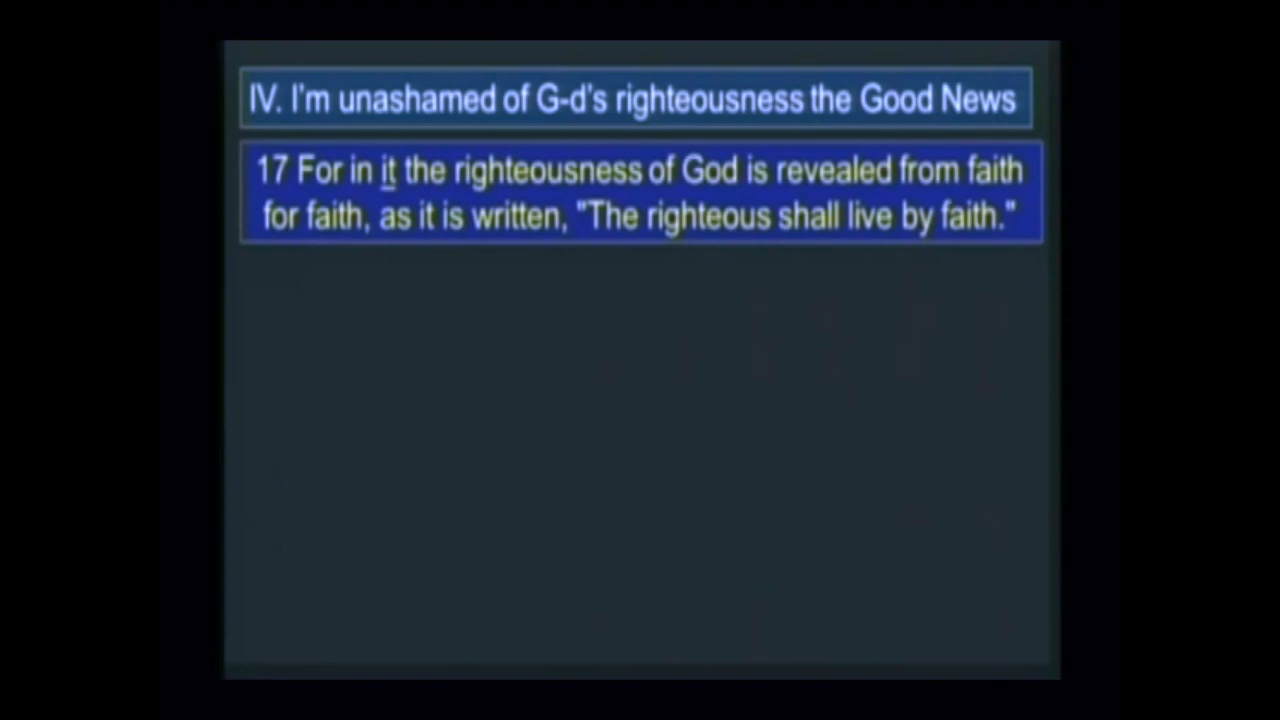 IV. I'm unashamed of G-d's righteousness the Good News
17 For in it the righteousness of God is revealed from faith
for faith, as it is written, "The righteous shall live by faith."